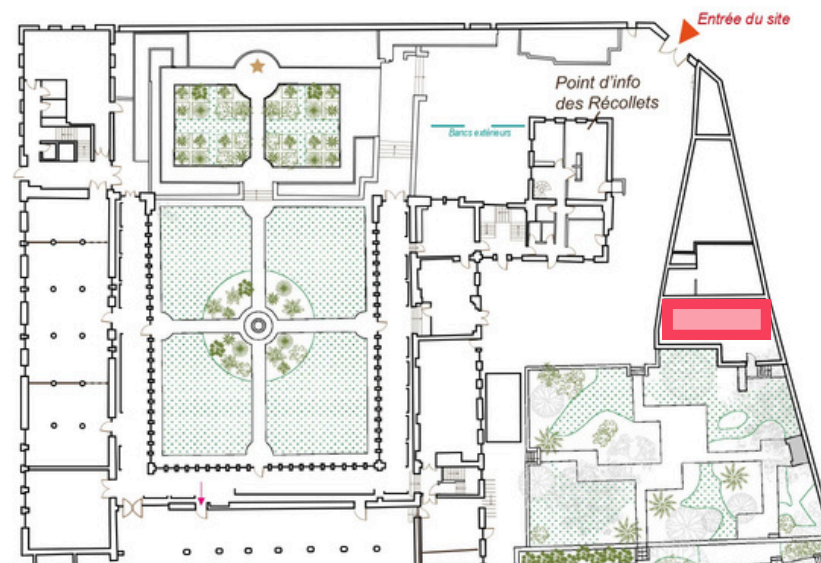 Entrée du site
Point d'info
des Récollets
Bancs extérieurs